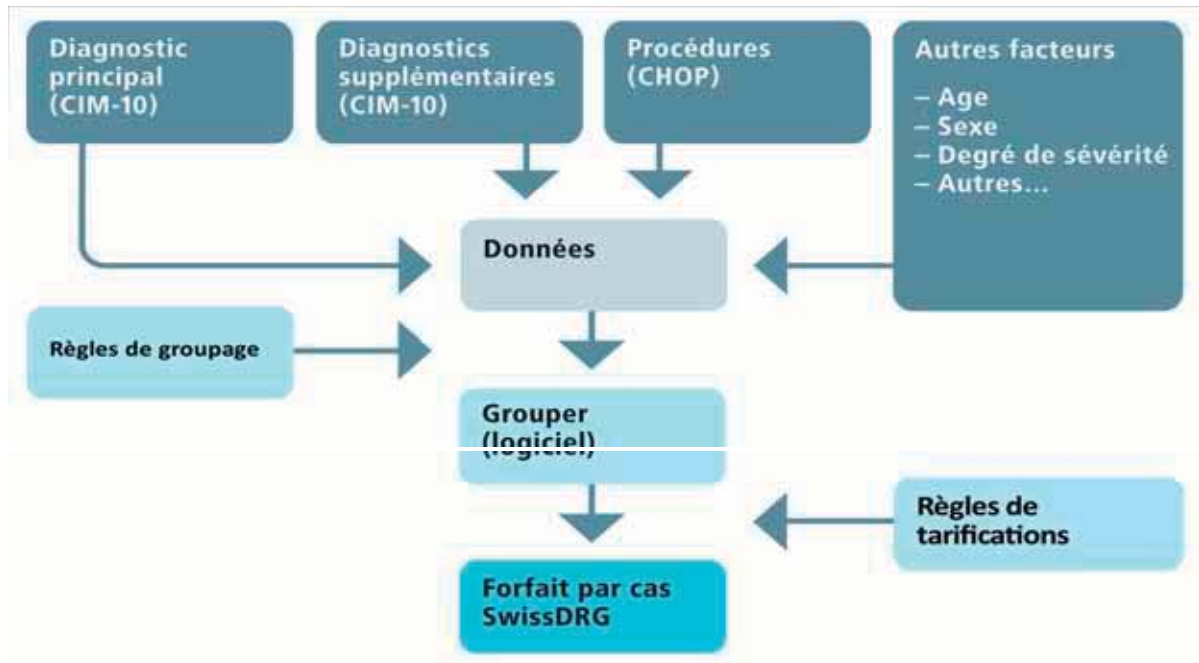 Diagnostic
principal
(CIM-10)
Diagnostics
supplémentaires
(CIM-10)
Procédures
(CHOP)
Autres facteurs
– Age
– Sexe
– Degré de sévérité
– Autres...
Données
Règles de groupage
Grouper
(logiciel)
Règles de
tarifications
Forfait par cas
SwissDRG